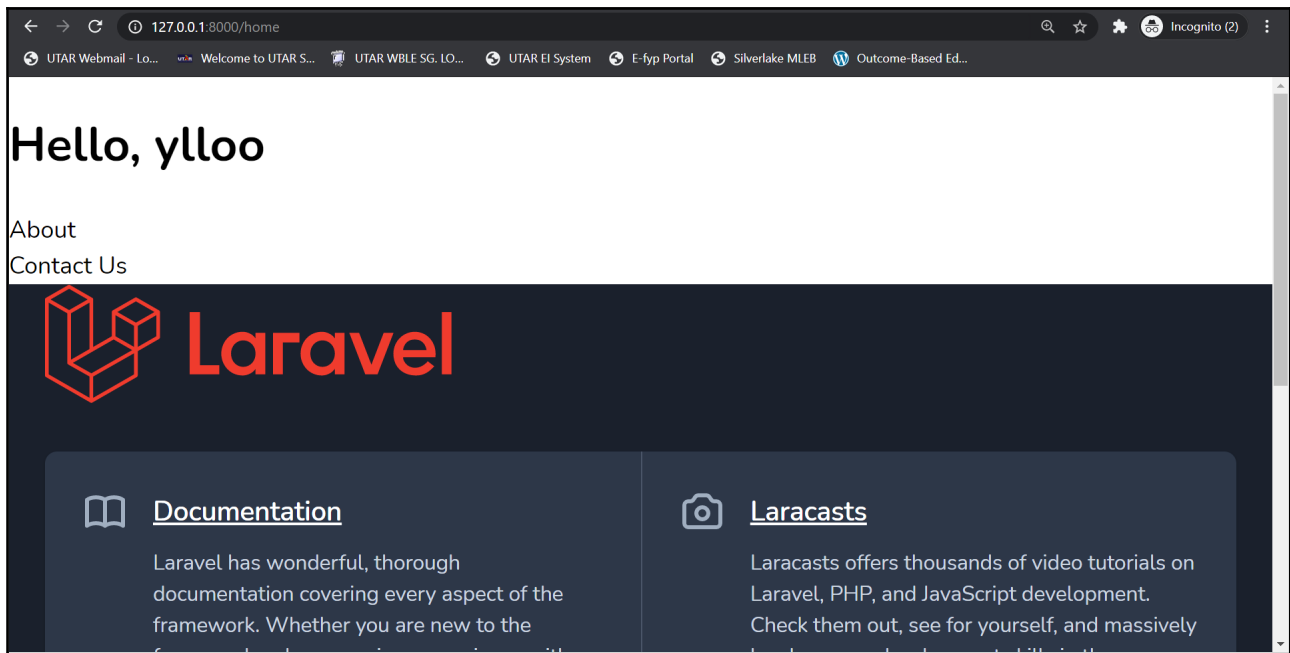 127.0.0.1:8000/home
Incognito (2)
UTAR Webmail - Lo... Welcome to UTAR S... UTAR WBLE SG. LO... UTAR EI System E-fyp Portal Silverlake MLEB Outcome-Based Ed...
Hello, ylloo
About
Contact Us
Laravel
Documentation
Laravel has wonderful, thorough
documentation covering every aspect of the
framework. Whether you are new to the
Laracasts
Laracasts offers thousands of video tutorials on
Laravel, PHP, and JavaScript development.
Check them out, see for yourself, and massively